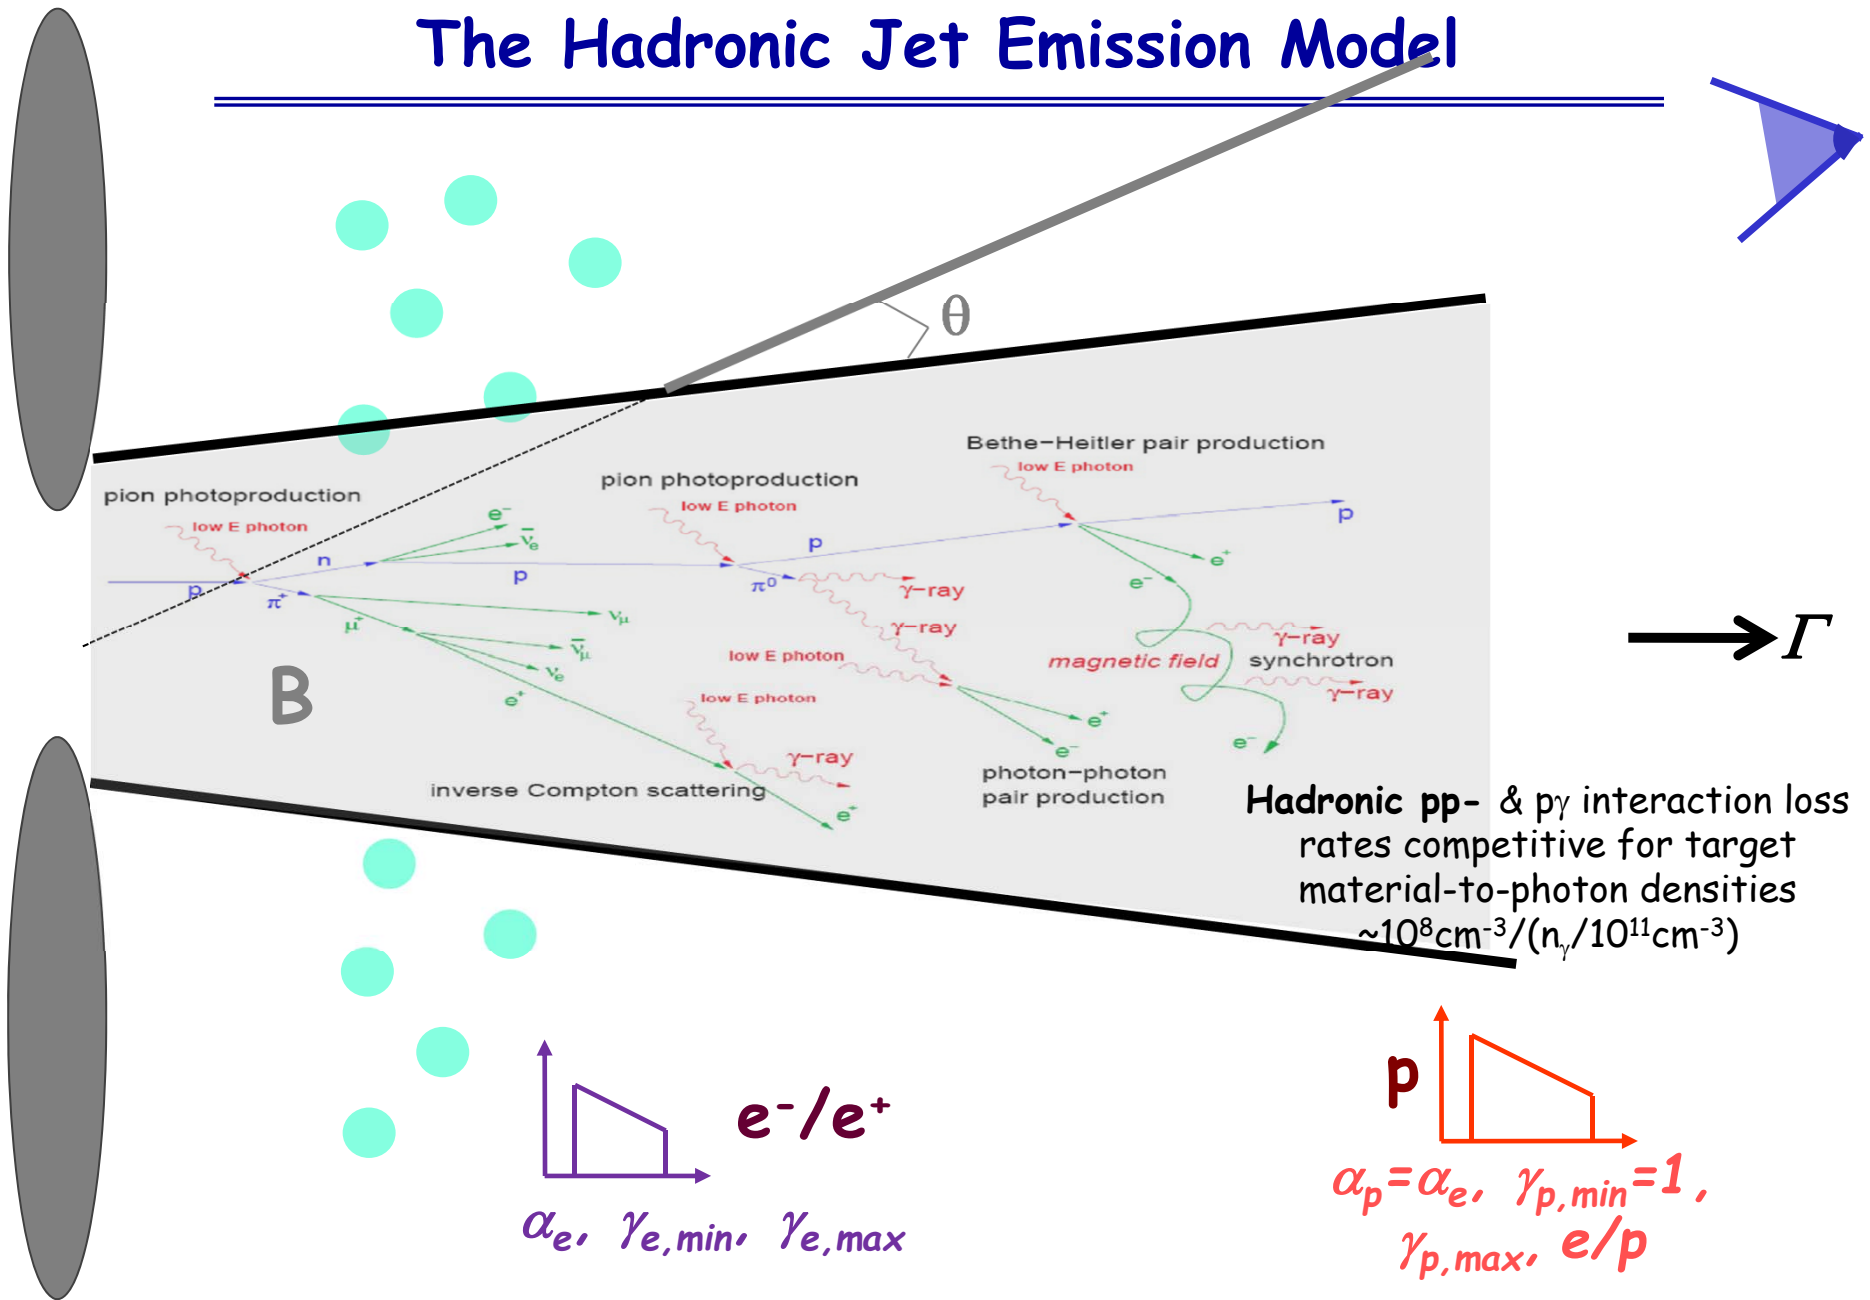 The Hadronic Jet Emission Model
θ
Bethe-Heitler pair production
low E photon
pion photoproduction
low E photon
pion photoproduction
low E photon
p
n
e⁻
ν̄e
p
π⁺
μ⁺
νμ
ν̄μ
νe
e⁺
p
π⁰
γ-ray
γ-ray
low E photon
p
e⁺
e⁻
magnetic field
γ-ray
synchrotron
γ-ray
e⁻
Γ
B
low E photon
γ-ray
inverse Compton scattering
e⁺
e⁺
e⁻
photon-photon
pair production
Hadronic pp- & pγ interaction loss
rates competitive for target
material-to-photon densities
~10⁸cm⁻³/(nγ/10¹¹cm⁻³)
e⁻/e⁺
αe, γe,min, γe,max
p
αp=αe, γp,min=1,
γp,max, e/p